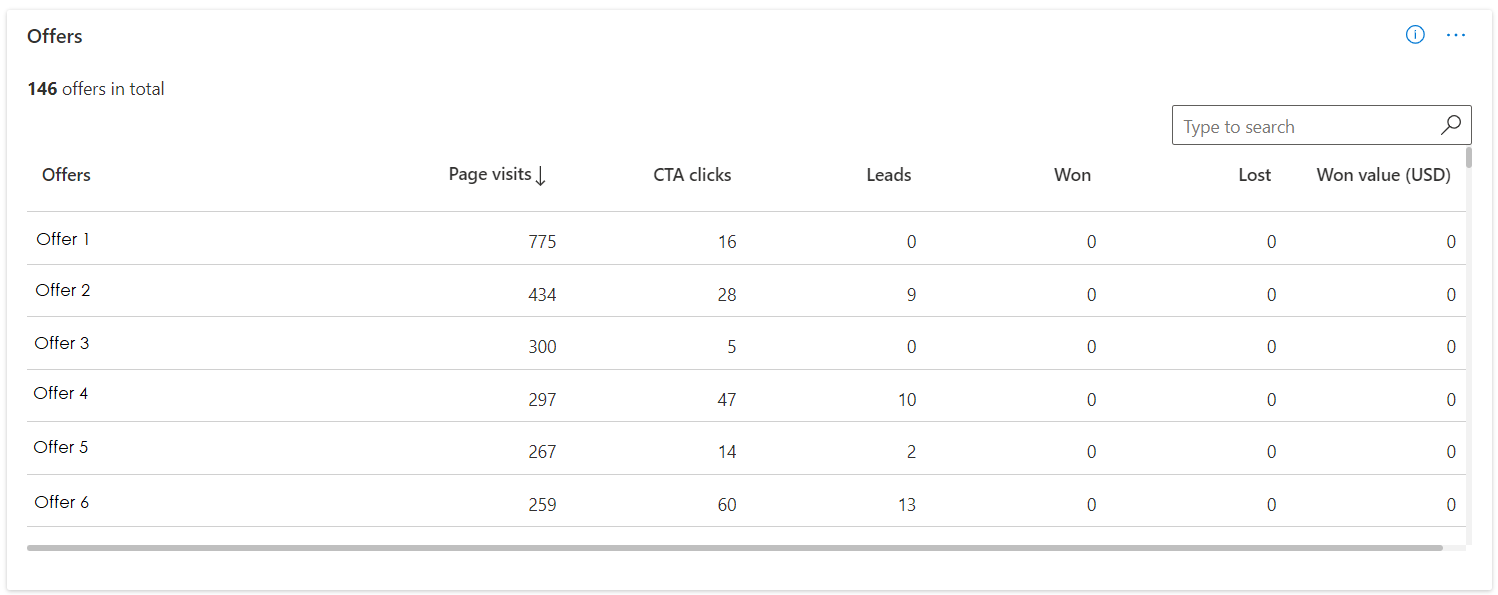 Offers
146 offers in total
Type to search
Offers Page visits CTA clicks Leads Won Lost Won value (USD)
Offer 1 775 16 0 0 0 0
Offer 2 434 28 9 0 0 0
Offer 3 300 5 0 0 0 0
Offer 4 297 47 10 0 0 0
Offer 5 267 14 2 0 0 0
Offer 6 259 60 13 0 0 0